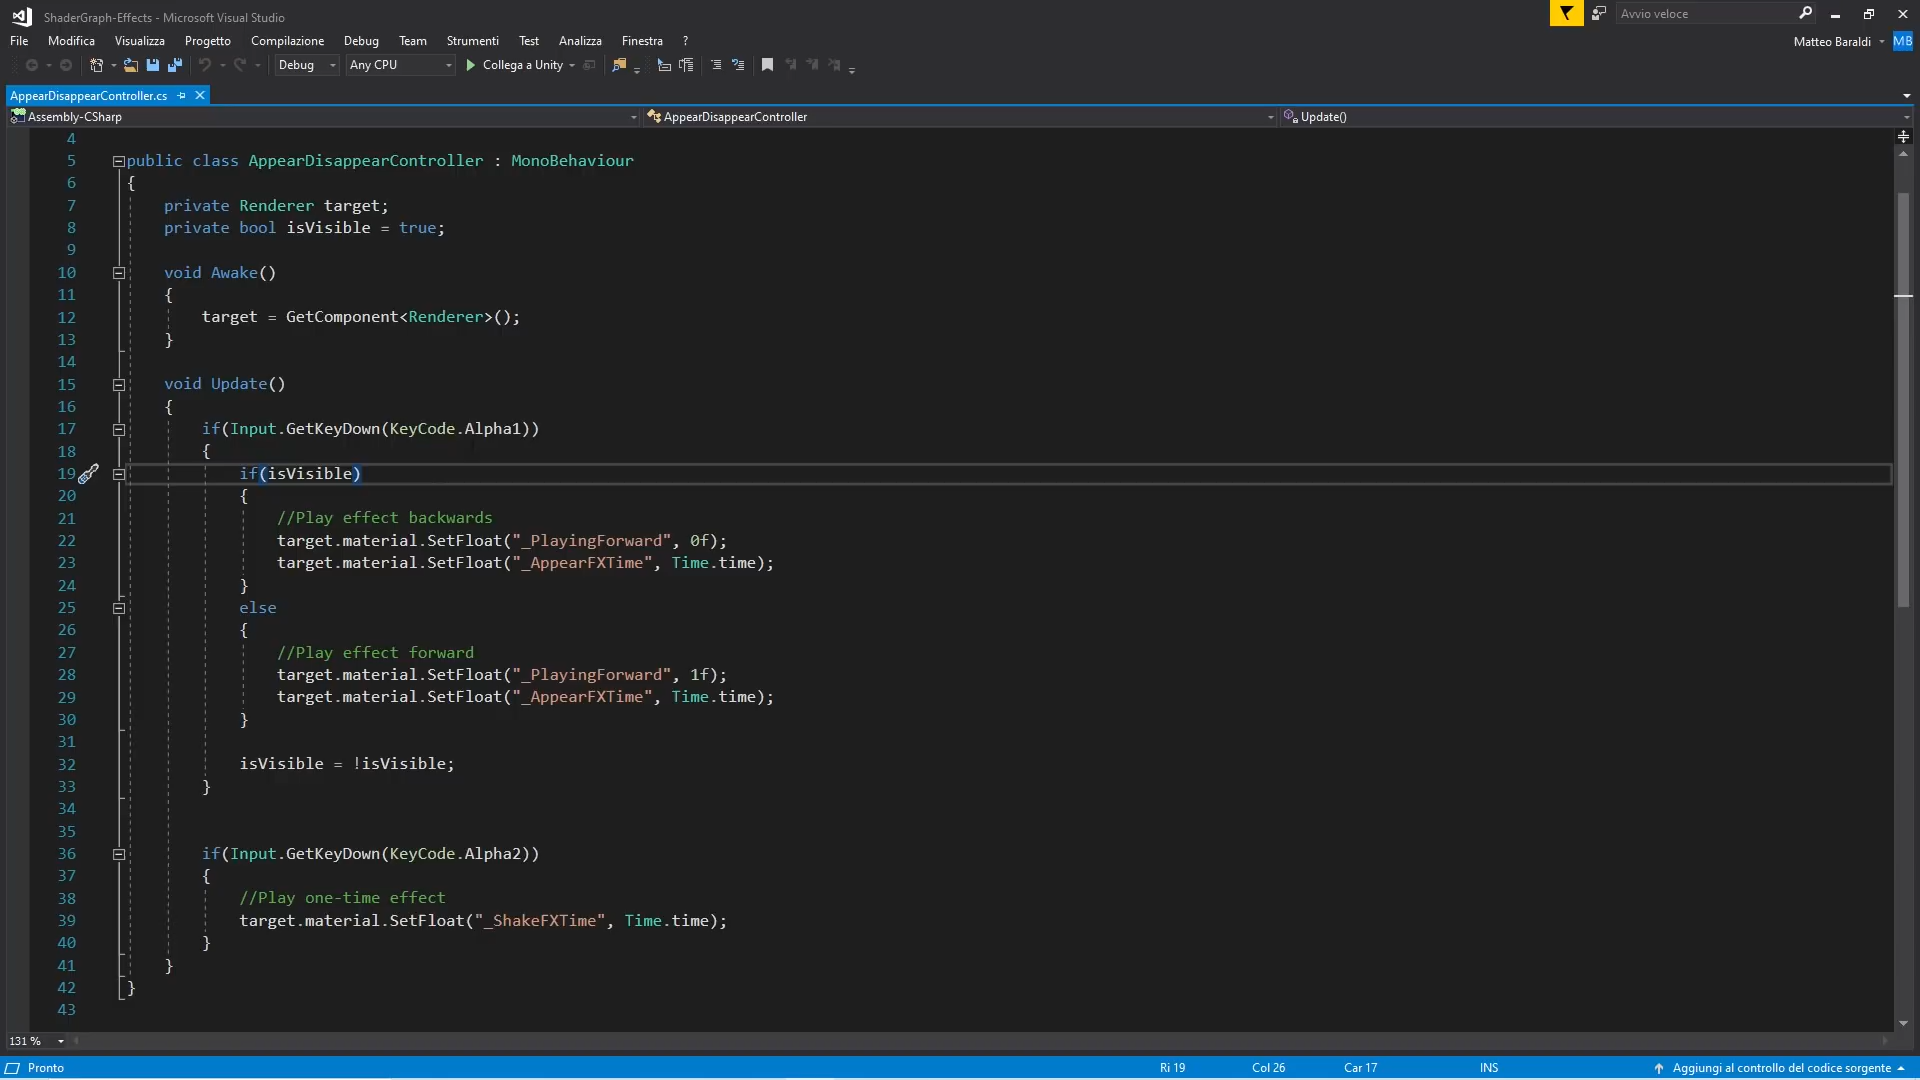 ShaderGraph-Effects - Microsoft Visual Studio
Avvio veloce
File Modifica Visualizza Progetto Compilazione Debug Team Strumenti Test Analizza Finestra ?
Matteo Baraldi MB
Debug Any CPU Collega a Unity
AppearDisappearController.cs
Assembly-CSharp AppearDisappearController Update()
4
5 public class AppearDisappearController : MonoBehaviour
6 {
7 private Renderer target;
8 private bool isVisible = true;
9
10 void Awake()
11 {
12 target = GetComponent<Renderer>();
13 }
14
15 void Update()
16 {
17 if(Input.GetKeyDown(KeyCode.Alpha1))
18 {
19 if(isVisible)
20 {
21 //Play effect backwards
22 target.material.SetFloat("_PlayingForward", 0f);
23 target.material.SetFloat("_AppearFXTime", Time.time);
24 }
25 else
26 {
27 //Play effect forward
28 target.material.SetFloat("_PlayingForward", 1f);
29 target.material.SetFloat("_AppearFXTime", Time.time);
30 }
31
32 isVisible = !isVisible;
33 }
34
35
36 if(Input.GetKeyDown(KeyCode.Alpha2))
37 {
38 //Play one-time effect
39 target.material.SetFloat("_ShakeFXTime", Time.time);
40 }
41 }
42 }
43
131 %
Pronto Ri 19 Col 26 Car 17 INS Aggiungi al controllo del codice sorgente